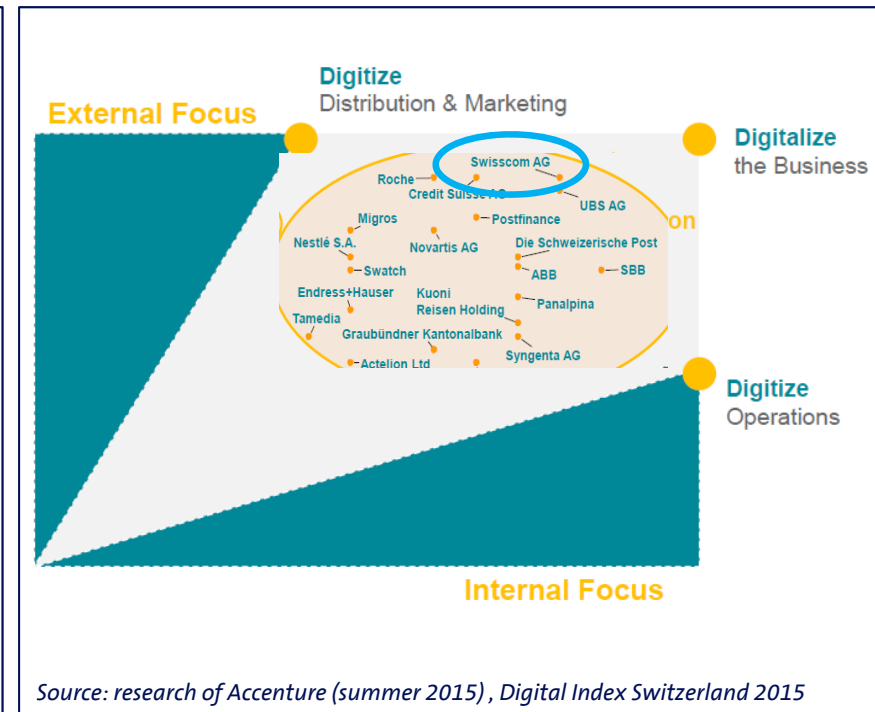 Digitize
Distribution & Marketing
External Focus
Digitalize
the Business
Swisscom AG
Roche
Credit Suisse AG
UBS AG
Migros
Postfinance
on
Nestlé S.A.
Novartis AG
Die Schweizerische Post
Swatch
ABB
SBB
Endress+Hauser
Kuoni
Reisen Holding
Panalpina
Tamedia
Graubündner Kantonalbank
Syngenta AG
Actelion Ltd
Digitize
Operations
Internal Focus
Source: research of Accenture (summer 2015) , Digital Index Switzerland 2015